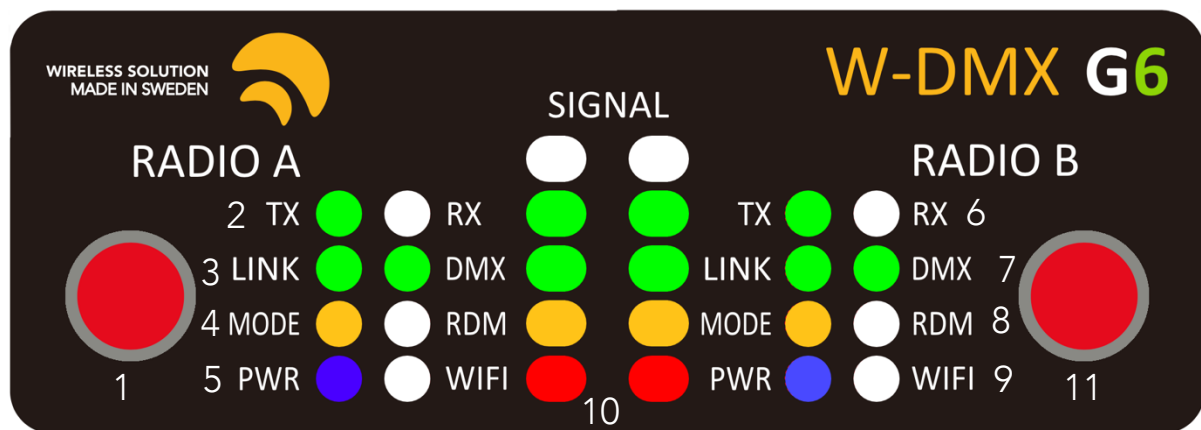 WIRELESS SOLUTION
MADE IN SWEDEN
W-DMX G6
SIGNAL
RADIO A
RADIO B
2 TX RX TX RX 6
3 LINK DMX LINK DMX 7
4 MODE RDM MODE RDM 8
5 PWR WIFI PWR WIFI 9
1 10 11